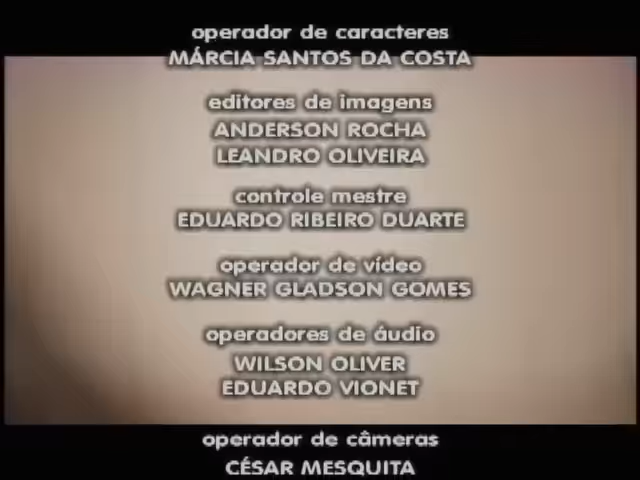 operador de caracteres
MÁRCIA SANTOS DA COSTA
editores de imagens
ANDERSON ROCHA
LEANDRO OLIVEIRA
controle mestre
EDUARDO RIBEIRO DUARTE
operador de vídeo
WAGNER GLADSON GOMES
operadores de áudio
WILSON OLIVER
EDUARDO VIONET
operador de câmeras
CÉSAR MESQUITA